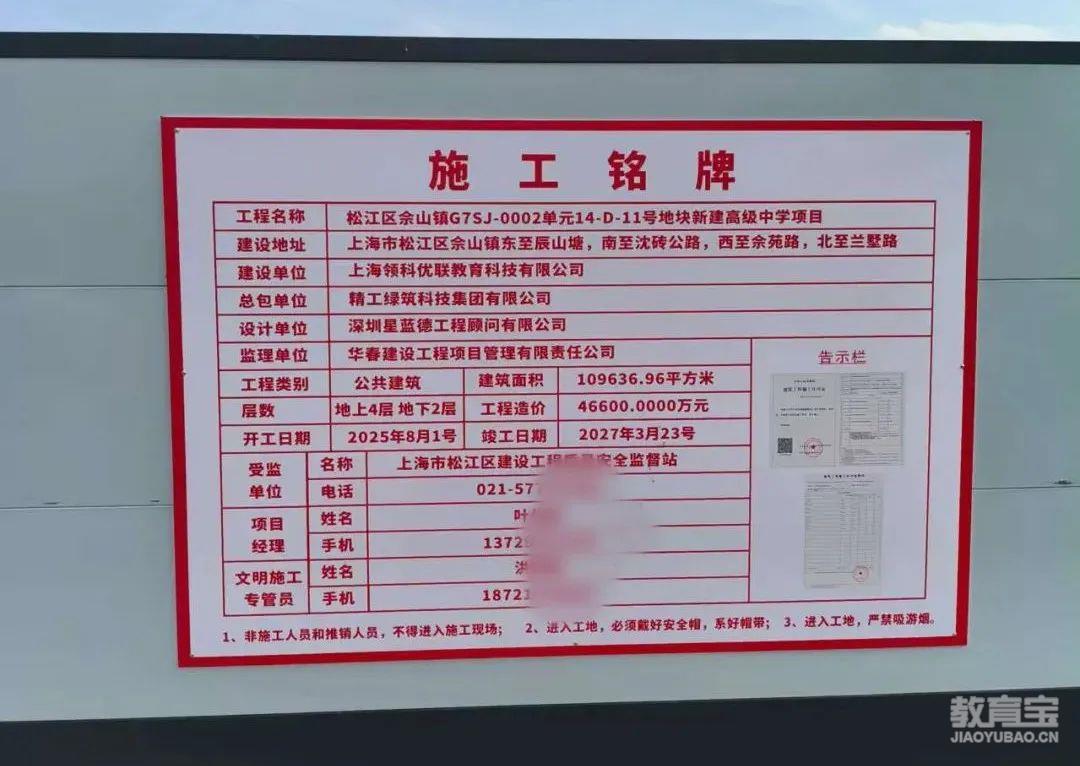 施工铭牌
工程名称 松江区佘山镇G7SJ-0002单元14-D-11号地块新建高级中学项目
建设地址 上海市松江区佘山镇东至辰山塘，南至沈砖公路，西至佘苑路，北至兰墅路
建设单位 上海领科优联教育科技有限公司
总包单位 精工绿筑科技集团有限公司
设计单位 深圳星蓝德工程顾问有限公司
监理单位 华春建设工程项目管理有限责任公司
告示栏
工程类别 公共建筑 建筑面积 109636.96平方米
层数 地上4层 地下2层 工程造价 46600.0000万元
开工日期 2025年8月1号 竣工日期 2027年3月23号
受监单位 名称 上海市松江区建设工程质量安全监督站
电话 021-577
项目经理 姓名 叶
手机 1372
文明施工专管员 姓名 洪
手机 18721
1、非施工人员和推销人员，不得进入施工现场； 2、进入工地，必须戴好安全帽，系好帽带； 3、进入工地，严禁吸游烟。
教育宝
JIAOYUBAO.CN